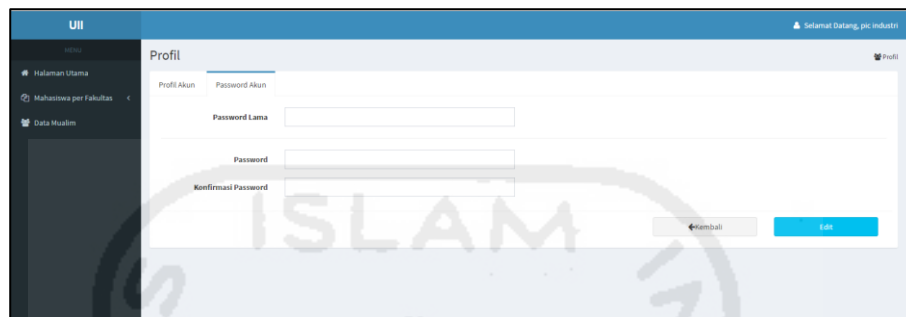 UII
Selamat Datang, pic industri
MENU
Profil
Profil
Halaman Utama
Mahasiswa per Fakultas
Data Mualim
Profil Akun
Password Akun
Password Lama
Password
Konfirmasi Password
Kembali
Edit
ISLAM